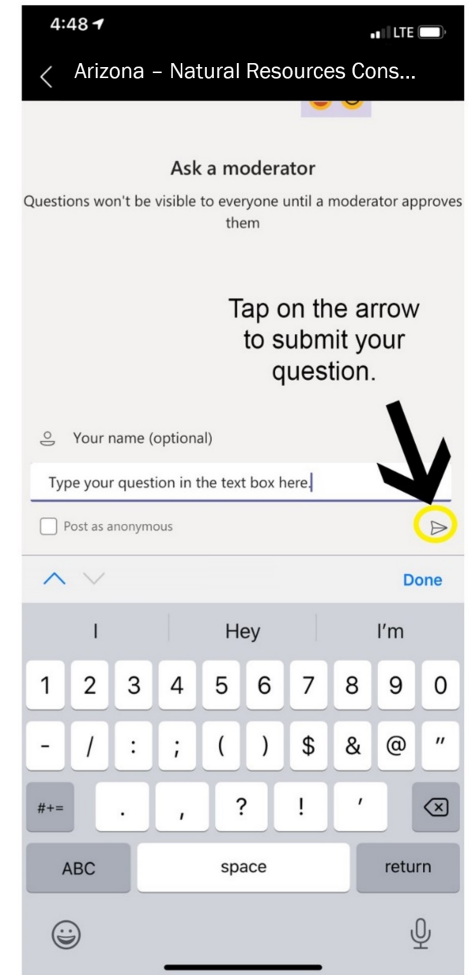 4:48 LTE
Arizona – Natural Resources Cons...
Ask a moderator
Questions won't be visible to everyone until a moderator approves
them
Tap on the arrow
to submit your
question.
Your name (optional)
Type your question in the text box here.
Post as anonymous
Done
I Hey I'm
1 2 3 4 5 6 7 8 9 0
- / : ; ( ) $ & @ "
#+= . , ? ! '
ABC space return